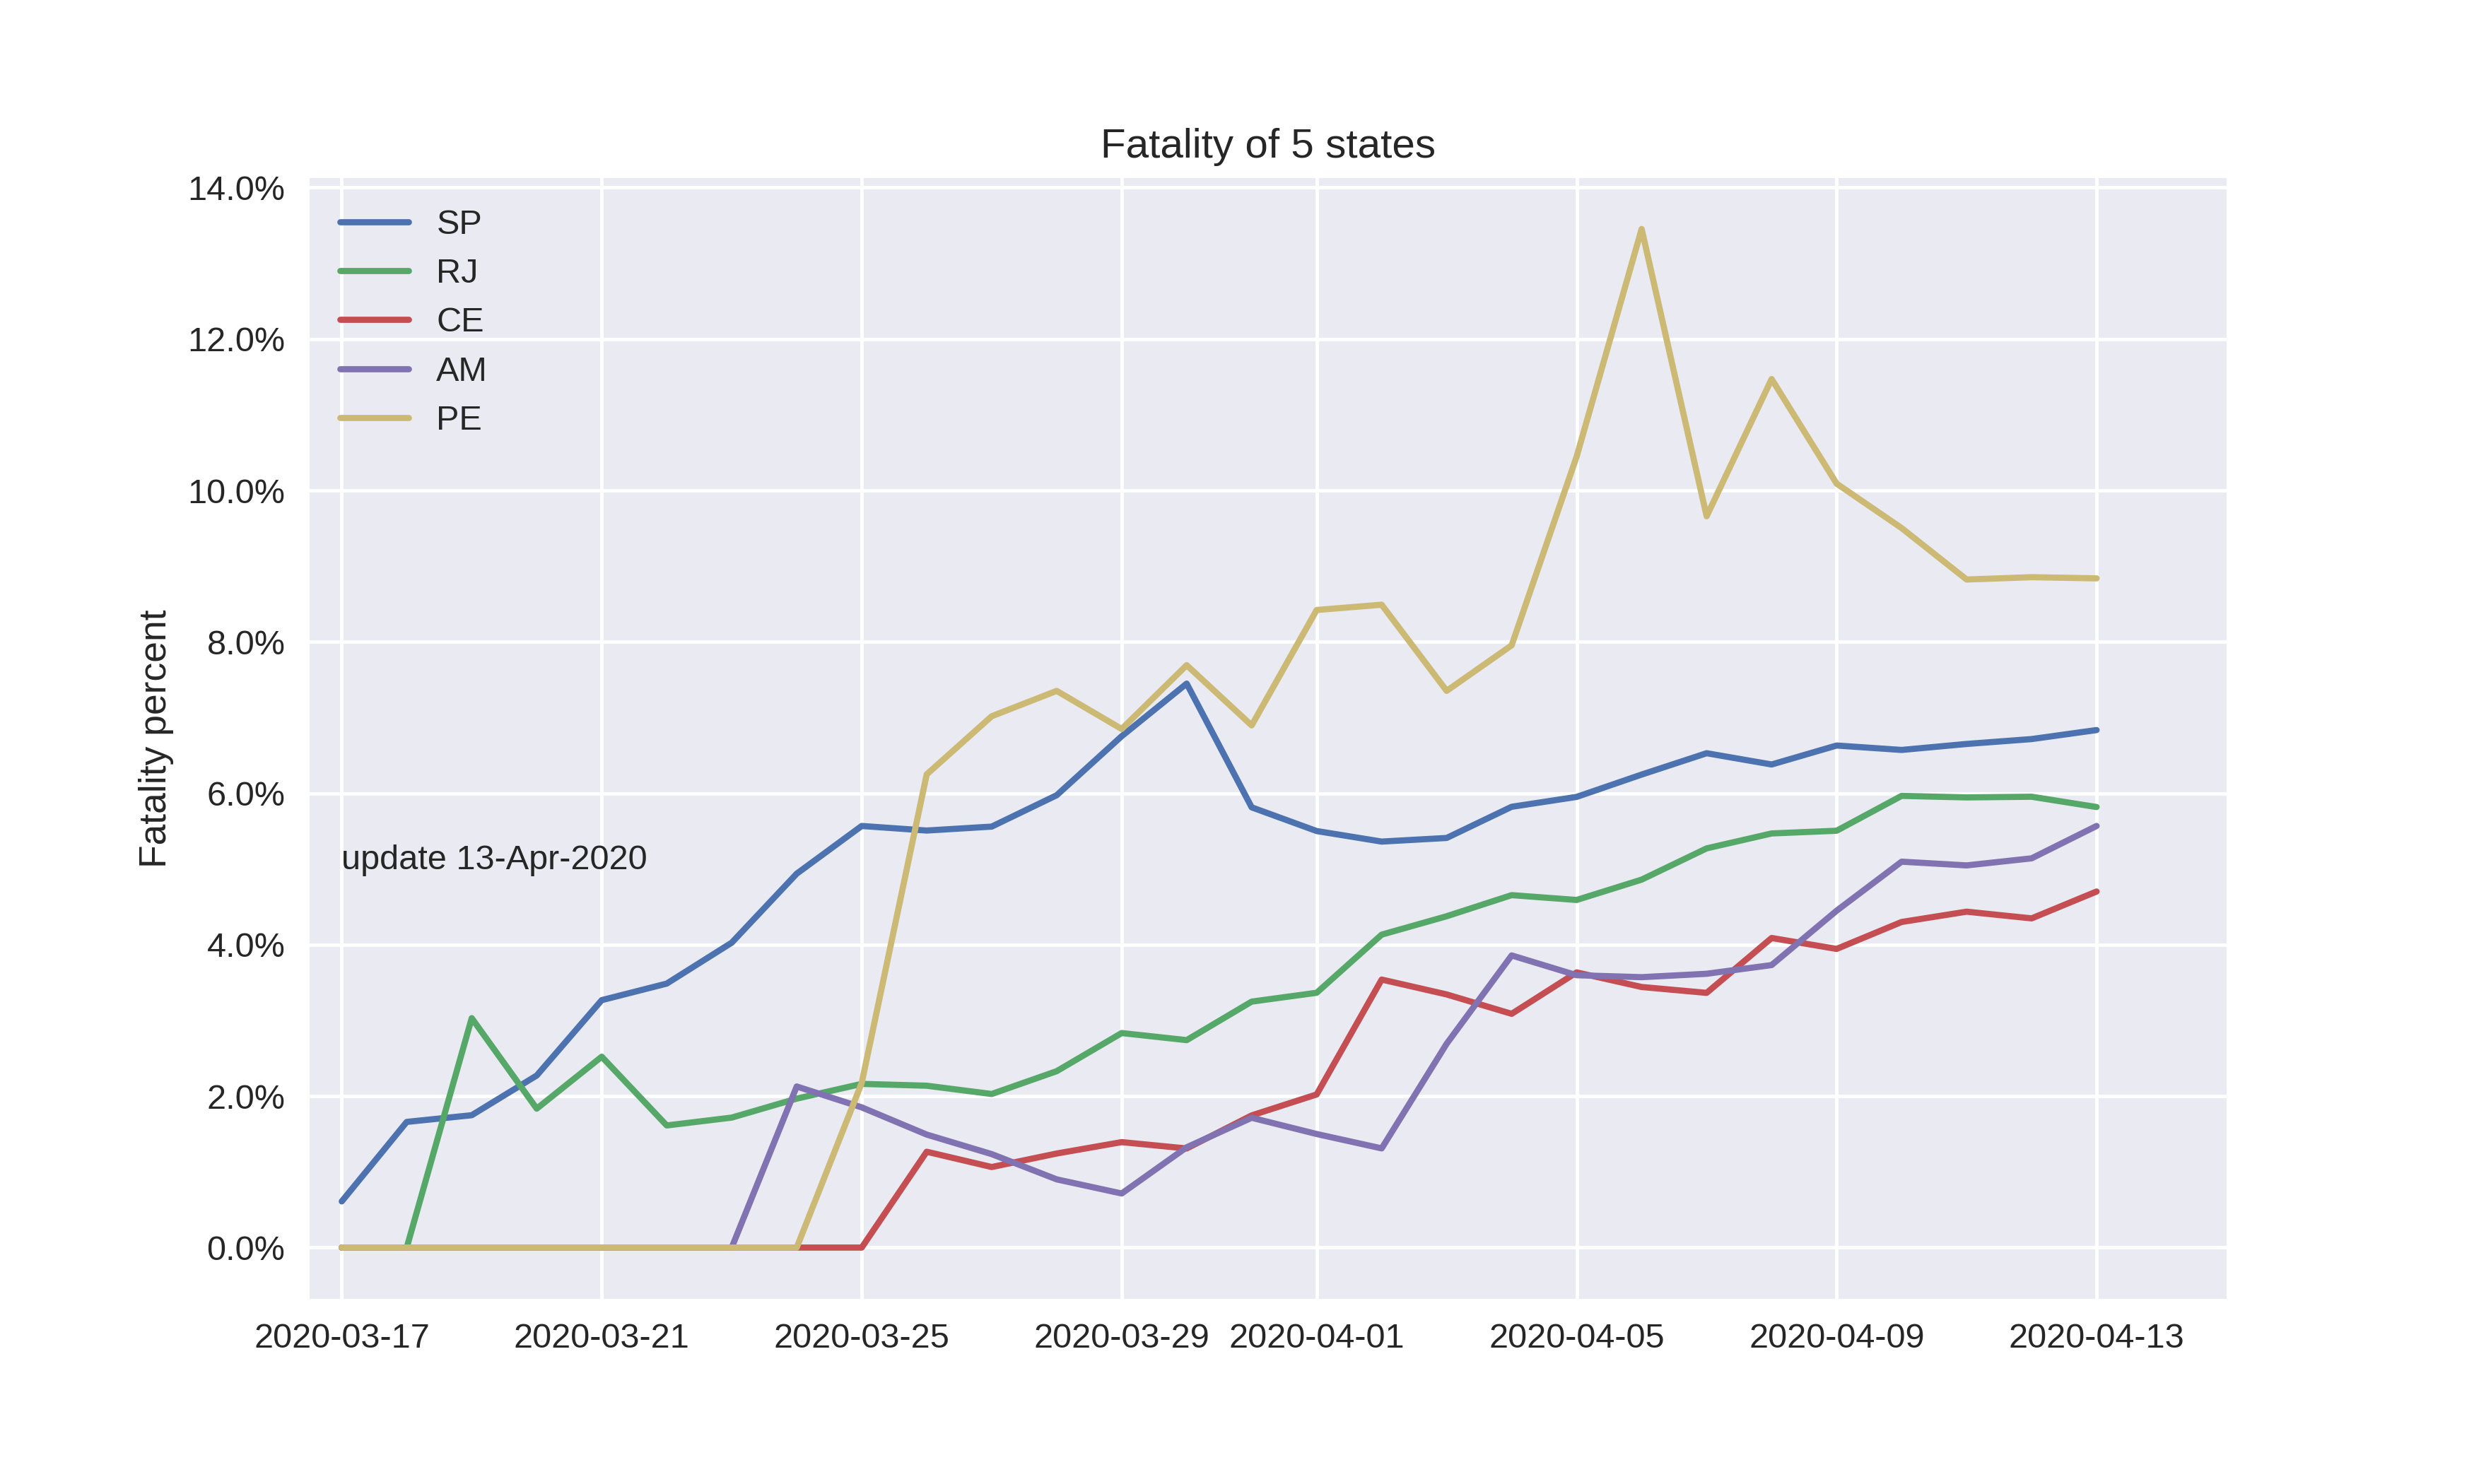 Fatality of 5 states
14.0%
12.0%
10.0%
8.0%
6.0%
4.0%
2.0%
0.0%
Fatality percent
SP
RJ
CE
AM
PE
update 13-Apr-2020
2020-03-17
2020-03-21
2020-03-25
2020-03-29
2020-04-01
2020-04-05
2020-04-09
2020-04-13